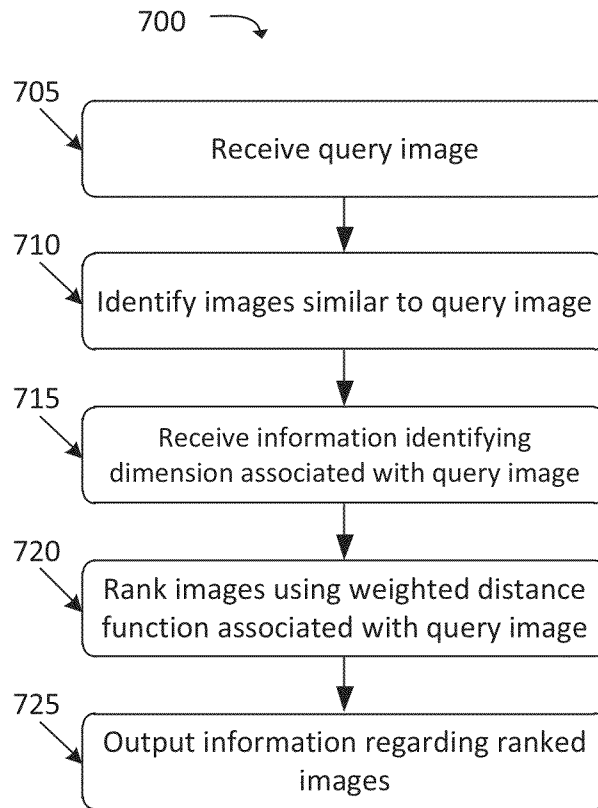 700
705
Receive query image
710
Identify images similar to query image
715
Receive information identifying
dimension associated with query image
720
Rank images using weighted distance
function associated with query image
725
Output information regarding ranked
images